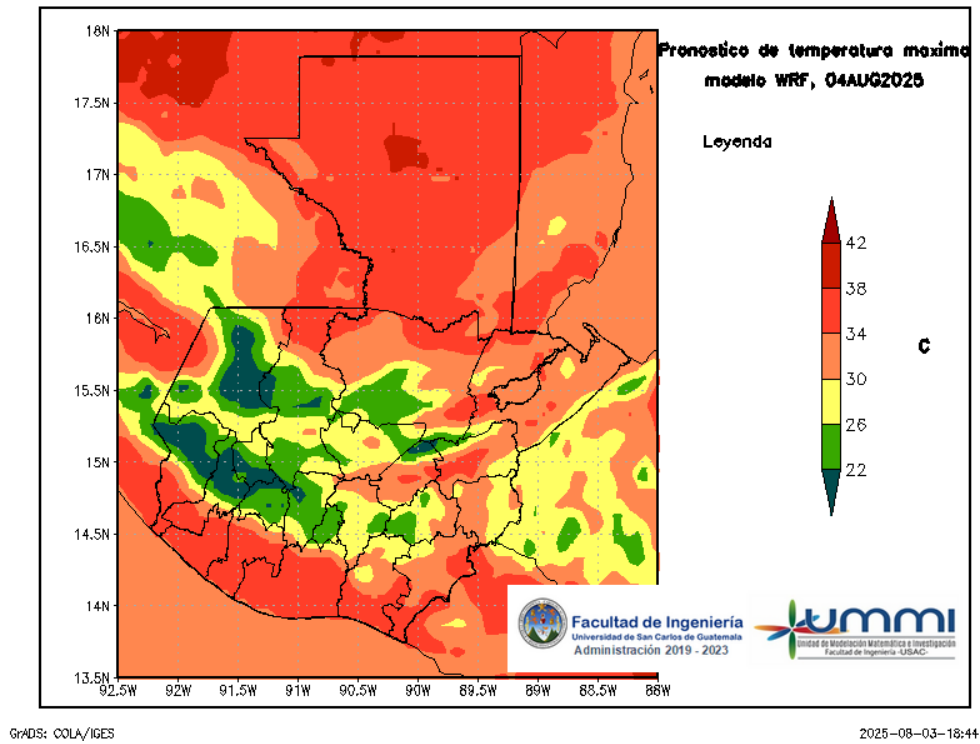 Pronostico de temperatura maxima
modelo WRF, 04AUG2025
Leyenda
18N
17.5N
17N
16.5N
16N
15.5N
15N
14.5N
14N
13.5N
92.5W
92W
91.5W
91W
90.5W
90W
89.5W
89W
88.5W
88W
42
38
34
30
26
22
C
Facultad de Ingeniería
Universidad de San Carlos de Guatemala
Administración 2019 - 2023
ummi
Unidad de Modelación Matemática e Investigación
Facultad de Ingeniería -USAC-
GrADS: COLA/IGES
2025-08-03-18:44